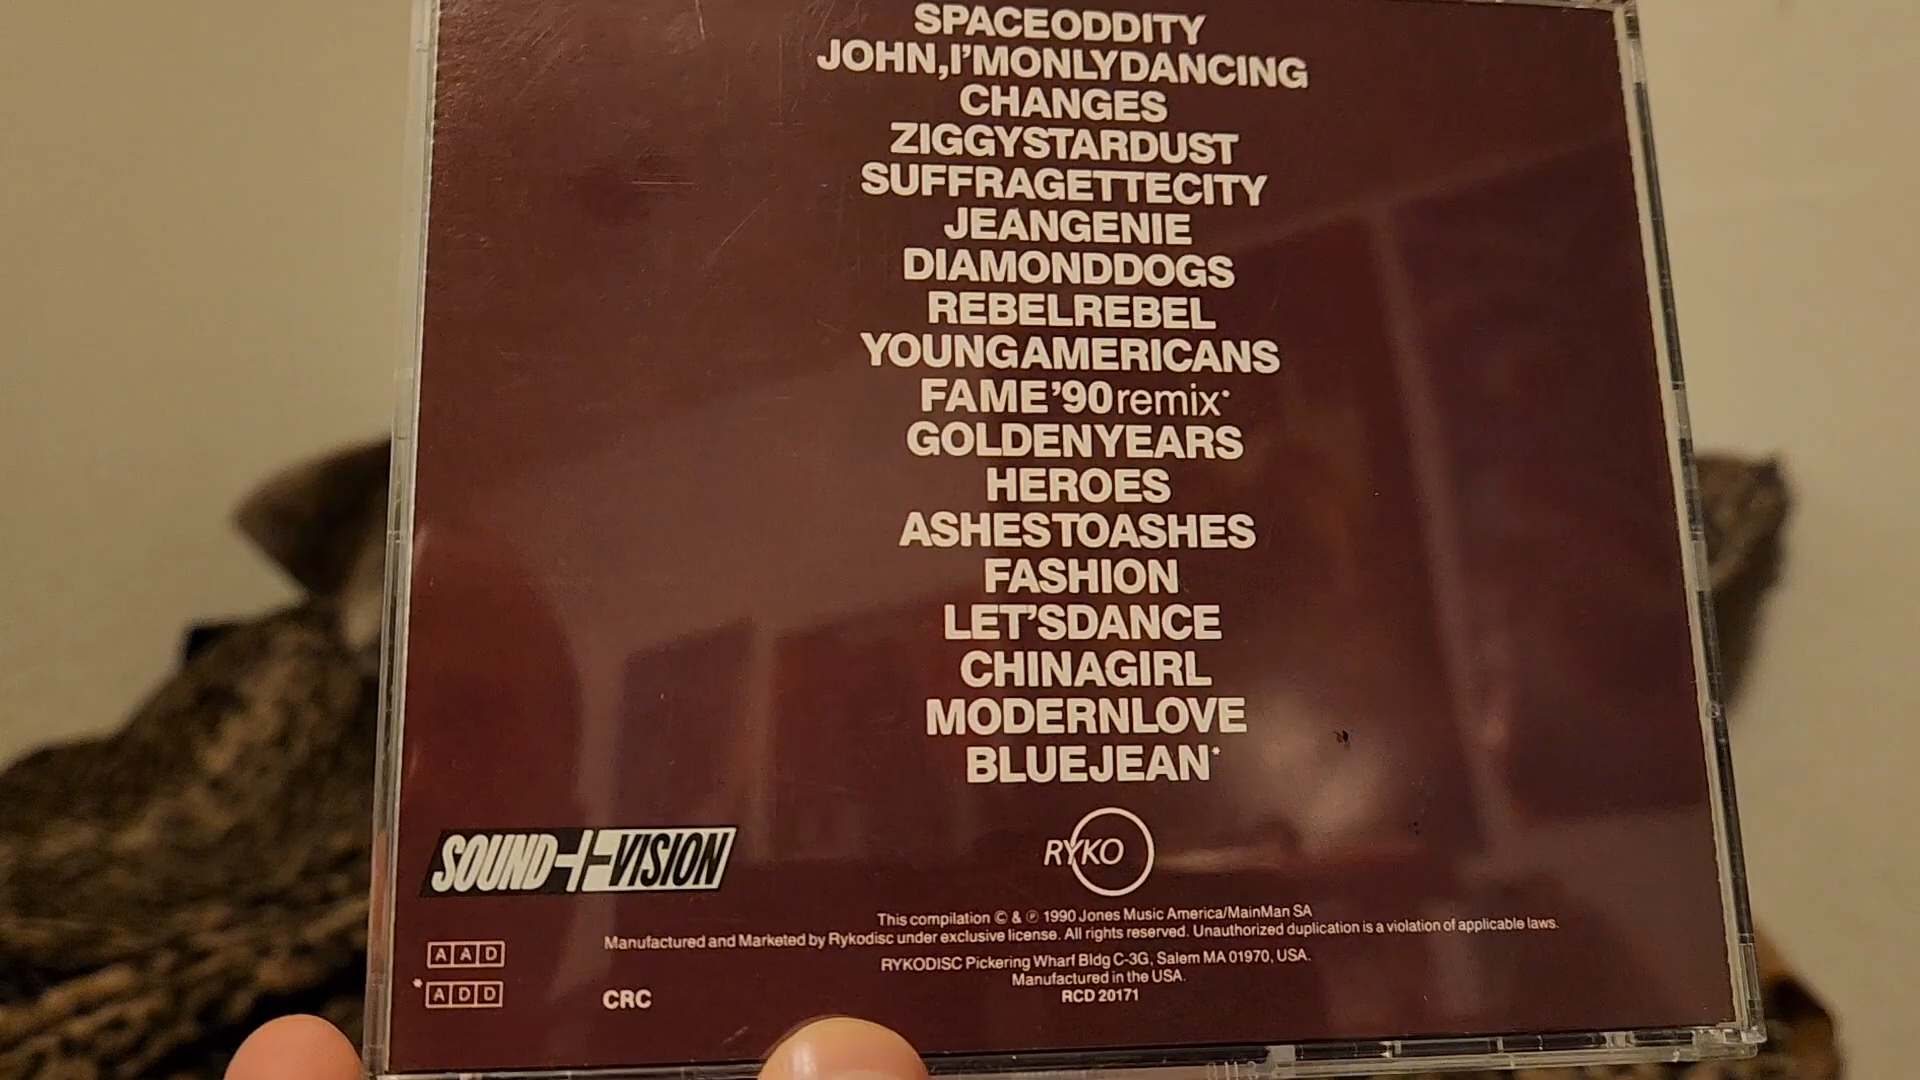 SPACEODDITY
JOHN,I'MONLYDANCING
CHANGES
ZIGGYSTARDUST
SUFFRAGETTECITY
JEANGENIE
DIAMONDDOGS
REBELREBEL
YOUNGAMERICANS
FAME'90remix*
GOLDENYEARS
HEROES
ASHESTOASHES
FASHION
LET'SDANCE
CHINAGIRL
MODERNLOVE
BLUEJEAN*
SOUND+VISION
RYKO
This compilation © & ℗ 1990 Jones Music America/MainMan SA
Manufactured and Marketed by Rykodisc under exclusive license. All rights reserved. Unauthorized duplication is a violation of applicable laws.
RYKODISC Pickering Wharf Bldg C-3G, Salem MA 01970, USA.
Manufactured in the USA.
RCD 20171
AAD
*ADD
CRC